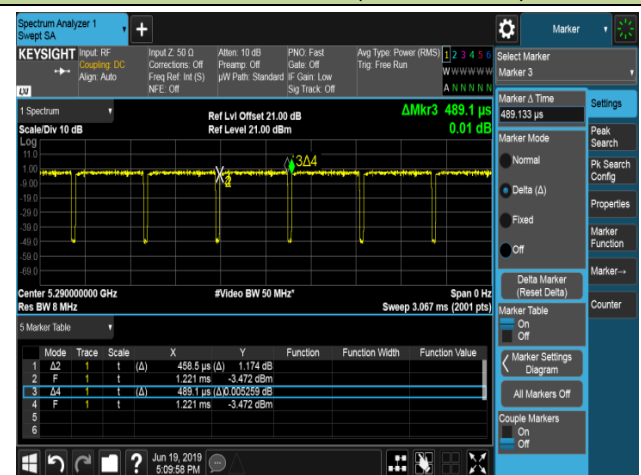 Spectrum Analyzer 1
Swept SA
+
Marker
KEYSIGHT
Input: RF
Coupling: DC
Align: Auto
Input Z: 50 Ω
Corrections: Off
Freq Ref: Int (S)
NFE: Off
Atten: 10 dB
Preamp: Off
µW Path: Standard
PNO: Fast
Gate: Off
IF Gain: Low
Sig Track: Off
Avg Type: Power (RMS)
Trig: Free Run
1 2 3 4 5 6
W W W W W W
A N N N N N
Select Marker
Marker 3
LXI
1 Spectrum
Scale/Div 10 dB
Ref Lvl Offset 21.00 dB
Ref Level 21.00 dBm
ΔMkr3 489.1 µs
0.01 dB
Log
11.0
1.00
-9.00
-19.0
-29.0
-39.0
-49.0
-59.0
-69.0
2
3Δ4
Center 5.290000000 GHz
Res BW 8 MHz
#Video BW 50 MHz*
Span 0 Hz
Sweep 3.067 ms (2001 pts)
5 Marker Table
Mode Trace Scale X Y Function Function Width Function Value
1 Δ2 1 t (Δ) 458.5 µs (Δ) 1.174 dB
2 F 1 t 1.221 ms -3.472 dBm
3 Δ4 1 t (Δ) 489.1 µs (Δ) 0.005259 dB
4 F 1 t 1.221 ms -3.472 dBm
5
6
Marker Δ Time
489.133 µs
Marker Mode
Normal
Delta (Δ)
Fixed
Off
Delta Marker
(Reset Delta)
Marker Table
On
Off
Marker Settings
Diagram
All Markers Off
Couple Markers
On
Off
Settings
Peak
Search
Pk Search
Config
Properties
Marker
Function
Marker→
Counter
?
Jun 19, 2019
5:09:58 PM